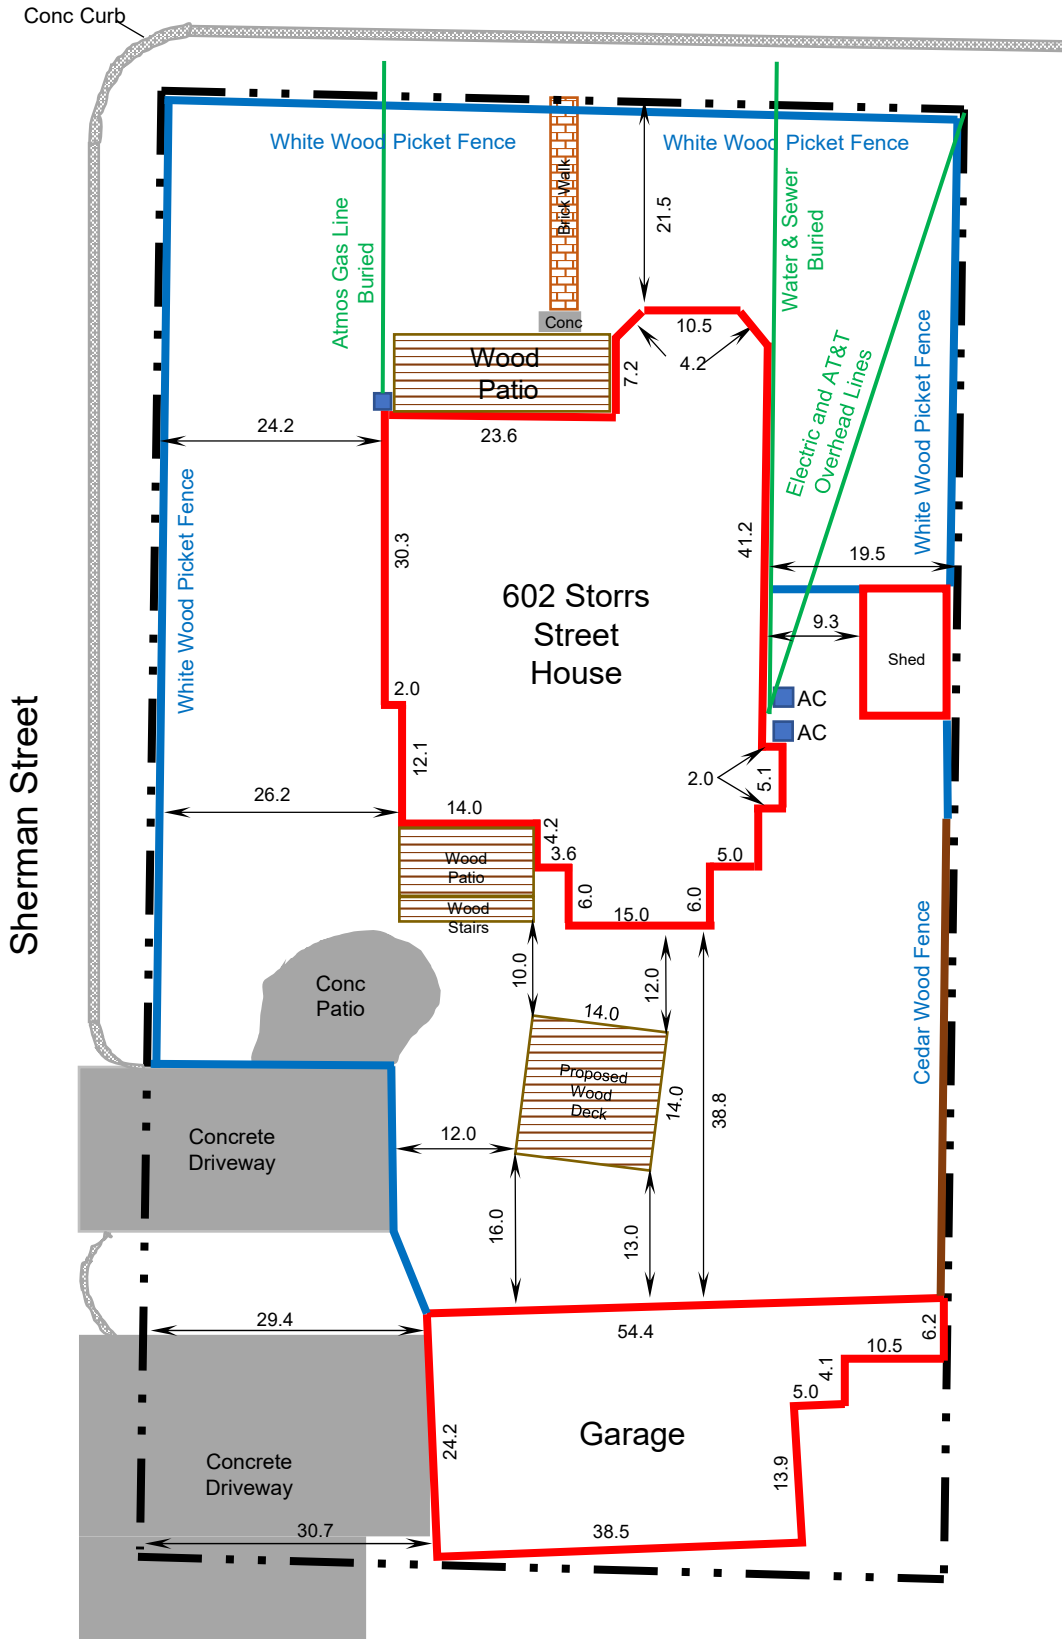 Conc Curb
White Wood Picket Fence
White Wood Picket Fence
Brick Walk
21.5
Atmos Gas Line
Buried
Water & Sewer
Buried
Conc
10.5
4.2
7.2
Wood
Patio
Electric and AT&T
Overhead Lines
White Wood Picket Fence
24.2
23.6
White Wood Picket Fence
30.3
41.2
19.5
602 Storrs
Street
House
9.3
Shed
2.0
AC
AC
12.1
2.0
5.1
Sherman Street
26.2
14.0
4.2
3.6
5.0
Wood
Patio
Wood
Stairs
6.0
15.0
6.0
Cedar Wood Fence
Conc
Patio
10.0
12.0
14.0
Proposed
Wood
Deck
14.0
38.8
Concrete
Driveway
12.0
16.0
13.0
29.4
54.4
6.2
10.5
4.1
5.0
Garage
24.2
13.9
Concrete
Driveway
30.7
38.5